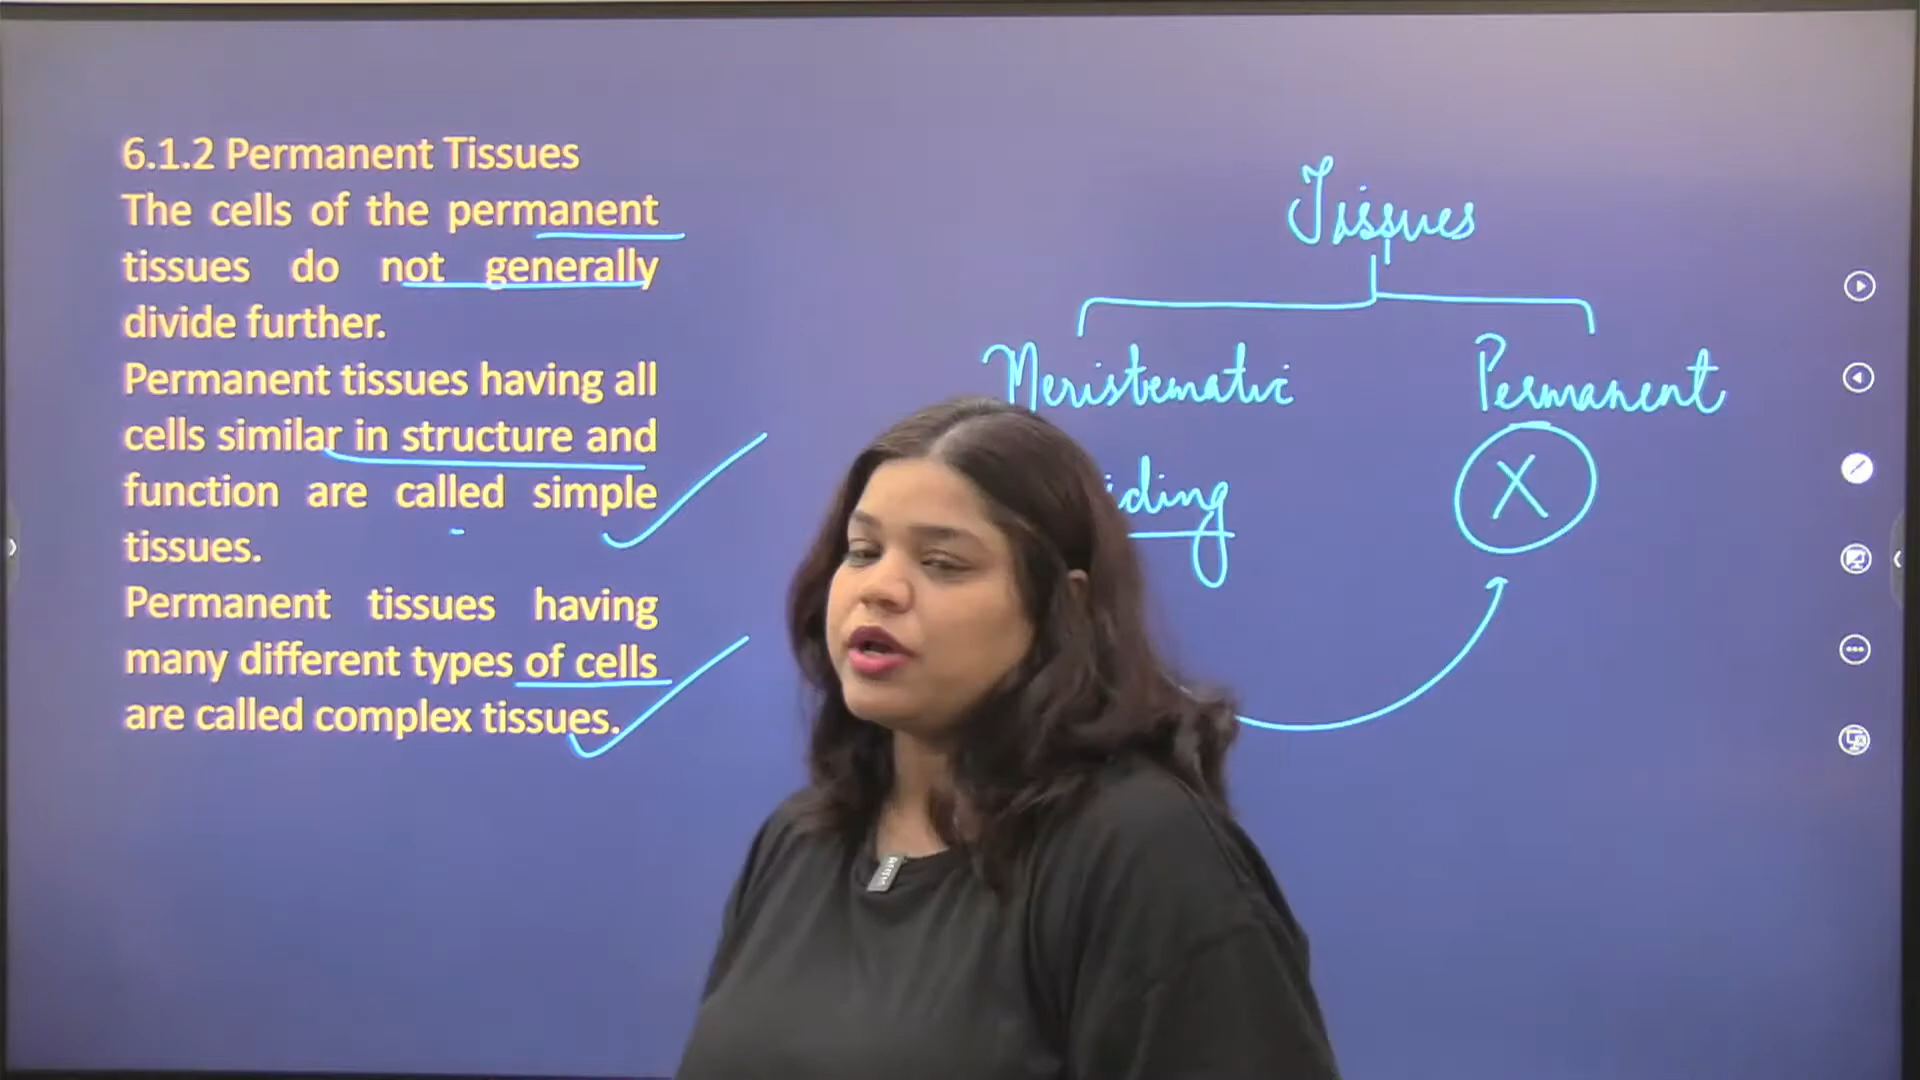 6.1.2 Permanent Tissues
The cells of the permanent
tissues do not generally
divide further.
Permanent tissues having all
cells similar in structure and
function are called simple
tissues.
Permanent tissues having
many different types of cells
are called complex tissues.
Tissues
Meristematic Permanent
iding X